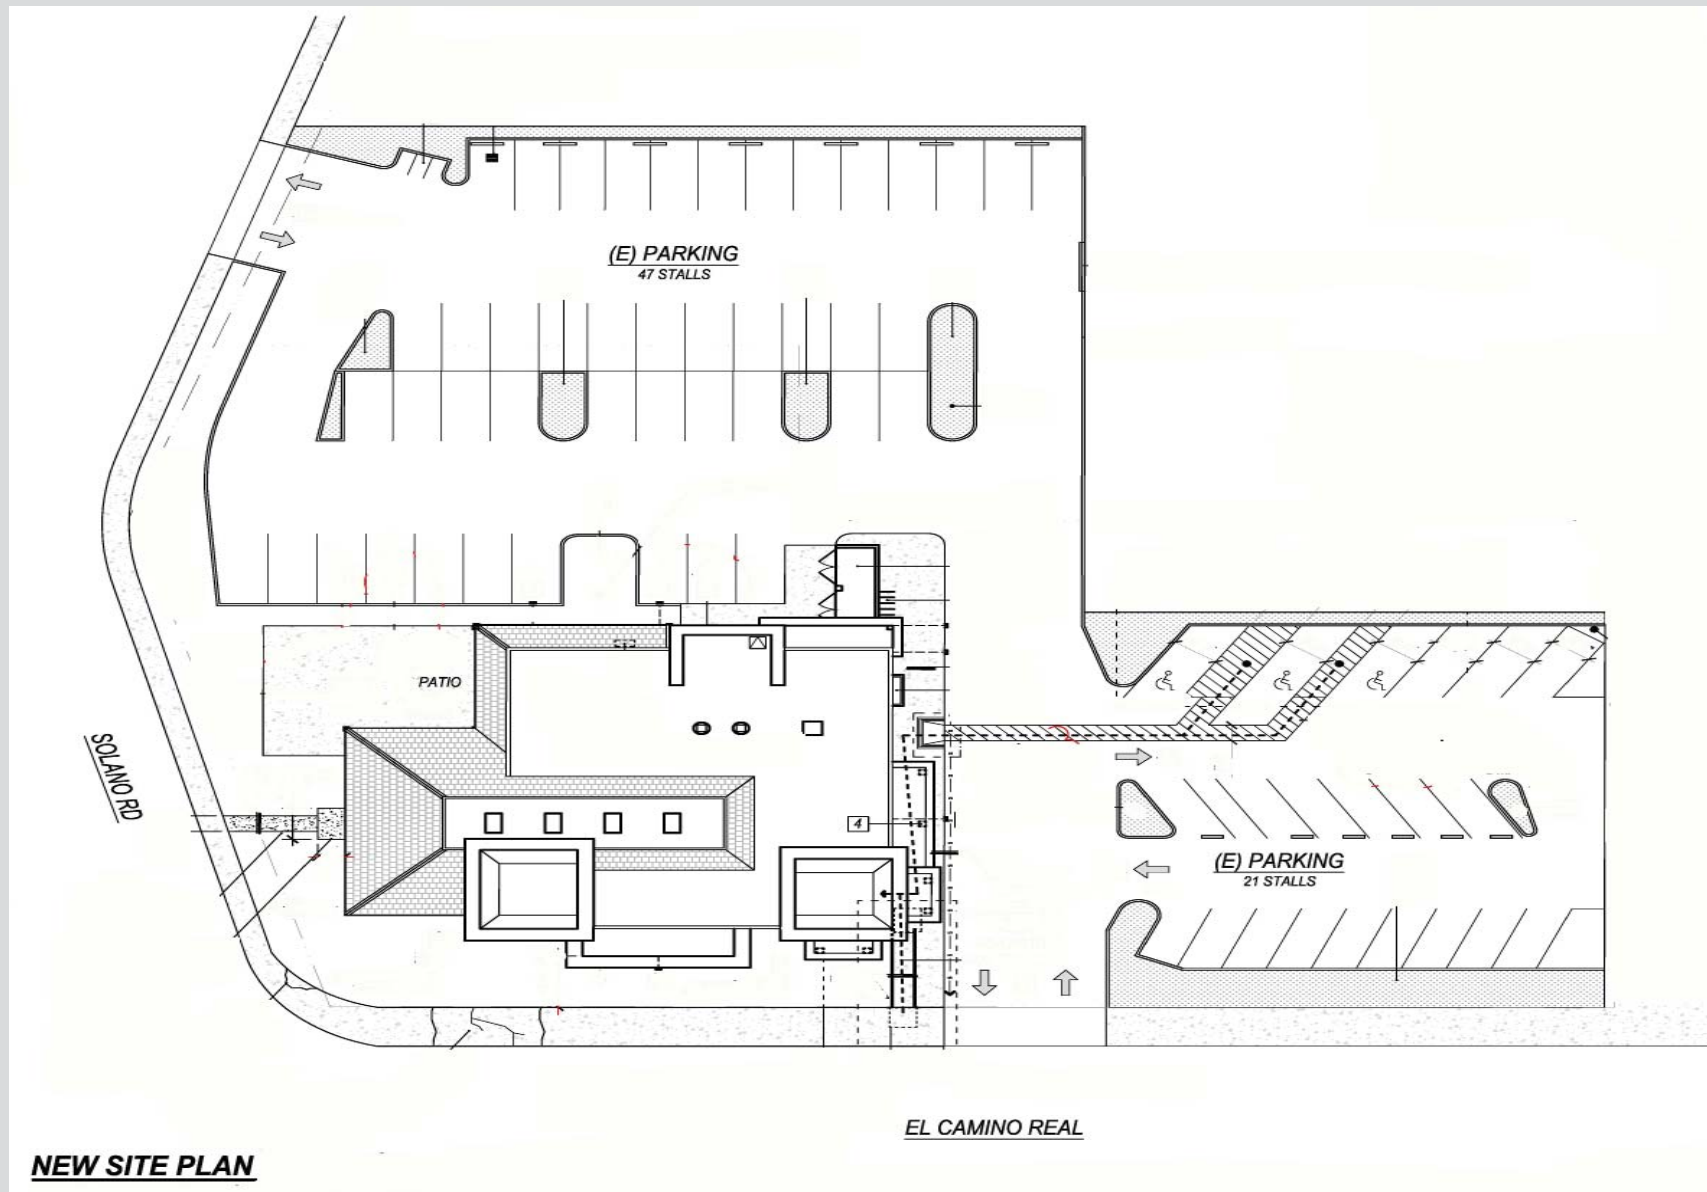 (E) PARKING
47 STALLS
PATIO
SOLANO RD
4
(E) PARKING
21 STALLS
EL CAMINO REAL
NEW SITE PLAN